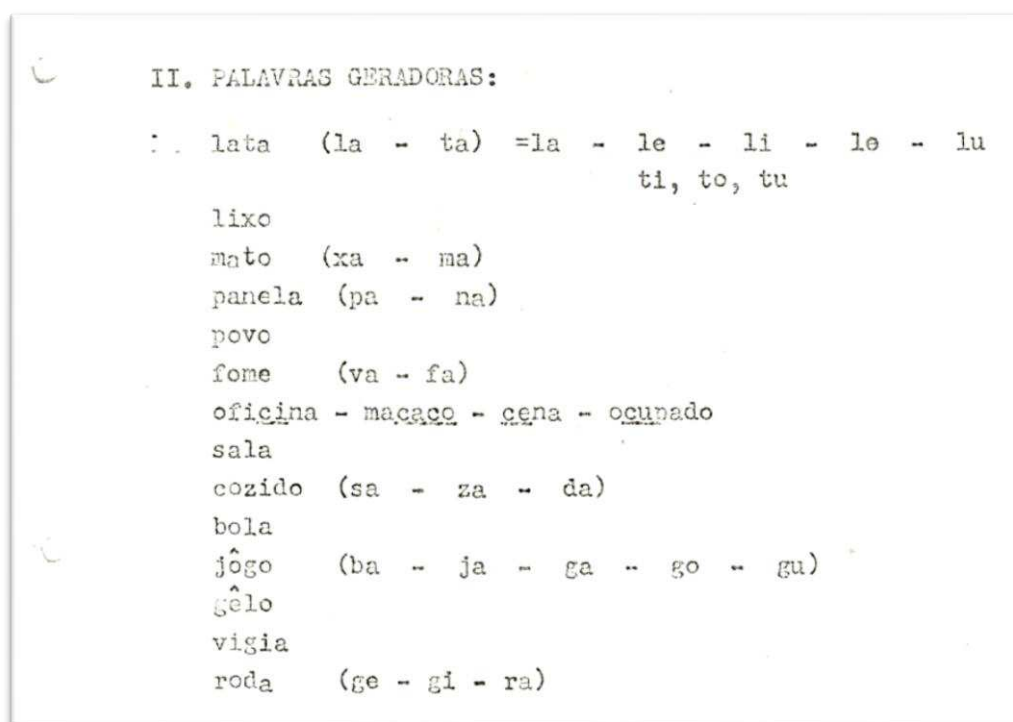 II. PALAVRAS GERADORAS:
lata (la - ta) =la - le - li - lo - lu
ti, to, tu
lixo
mato (xa - ma)
panela (pa - na)
povo
fome (va - fa)
oficina - macaco - cena - ocupado
sala
cozido (sa - za - da)
bola
jôgo (ba - ja - ga - go - gu)
gêlo
vigia
roda (ge - gi - ra)